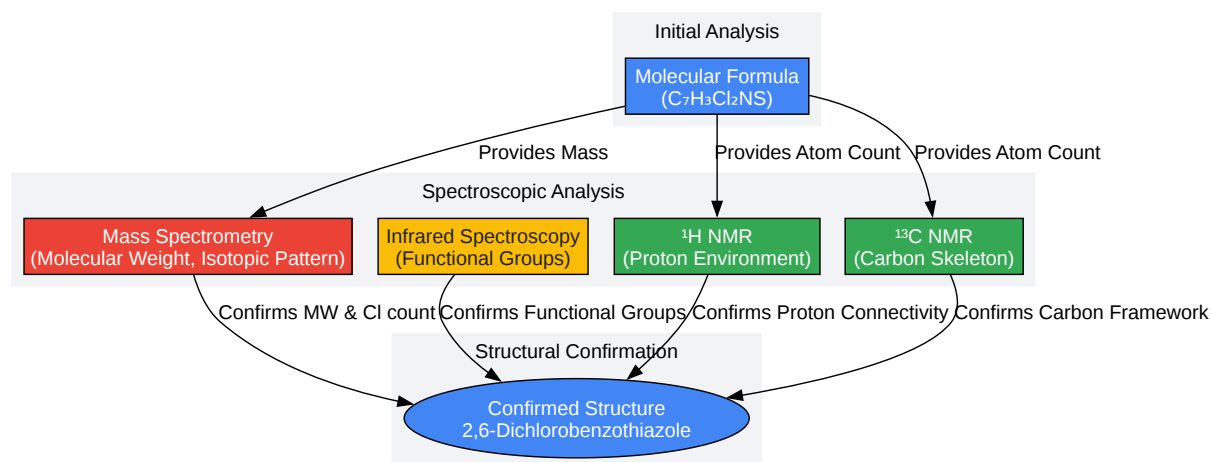 Initial Analysis
Molecular Formula
(C₇H₃Cl₂NS)
Provides Mass
Provides Atom Count
Provides Atom Count
Spectroscopic Analysis
Mass Spectrometry
(Molecular Weight, Isotopic Pattern)
Infrared Spectroscopy
(Functional Groups)
¹H NMR
(Proton Environment)
¹³C NMR
(Carbon Skeleton)
Confirms MW & Cl count
Confirms Functional Groups
Confirms Proton Connectivity
Confirms Carbon Framework
Structural Confirmation
Confirmed Structure
2,6-Dichlorobenzothiazole